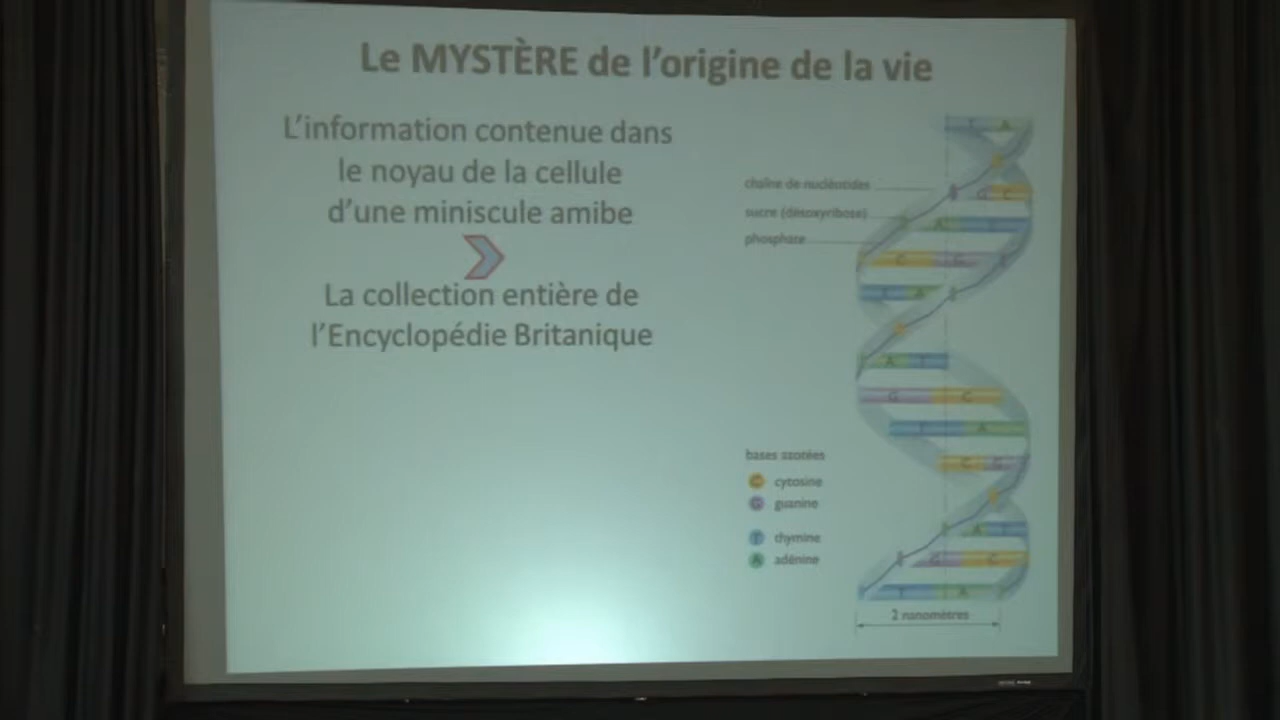 Le MYSTÈRE de l'origine de la vie
L'information contenue dans
le noyau de la cellule
d'une miniscule amibe
La collection entière de
l'Encyclopédie Britanique
chaîne de nucléotides
sucre (désoxyribose)
phosphate
T A
G C
A T
C G
T A
A T
G C
T A
C G
A T
G C
T A
bases azotées
C cytosine
G guanine
T thymine
A adénine
2 nanomètres